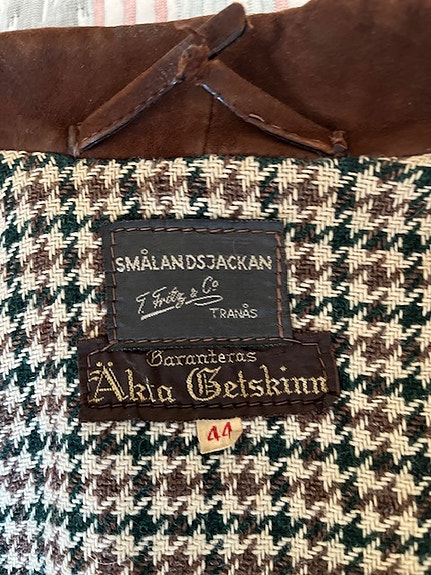 SMÅLANDSJACKAN
T. Fritz & Co
TRANÅS
Garanteras
Äkta Getskinn
44